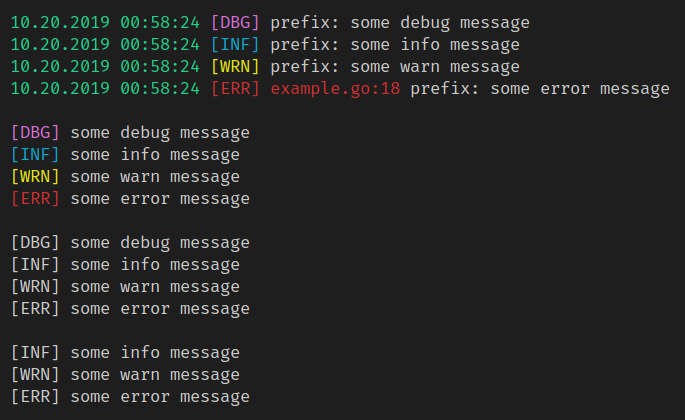 10.20.2019 00:58:24 [DBG] prefix: some debug message
10.20.2019 00:58:24 [INF] prefix: some info message
10.20.2019 00:58:24 [WRN] prefix: some warn message
10.20.2019 00:58:24 [ERR] example.go:18 prefix: some error message
[DBG] some debug message
[INF] some info message
[WRN] some warn message
[ERR] some error message
[DBG] some debug message
[INF] some info message
[WRN] some warn message
[ERR] some error message
[INF] some info message
[WRN] some warn message
[ERR] some error message